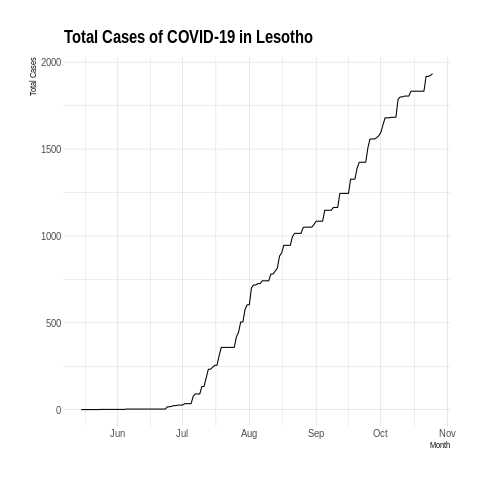 Total Cases of COVID-19 in Lesotho
Total Cases
2000
1500
1000
500
0
Jun Jul Aug Sep Oct Nov
Month